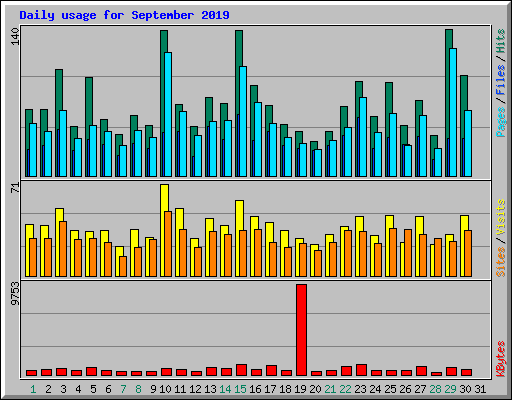 Daily usage for September 2019
140
Pages / Files / Hits
71
Sites / Visits
9753
KBytes
1 2 3 4 5 6 7 8 9 10 11 12 13 14 15 16 17 18 19 20 21 22 23 24 25 26 27 28 29 30 31